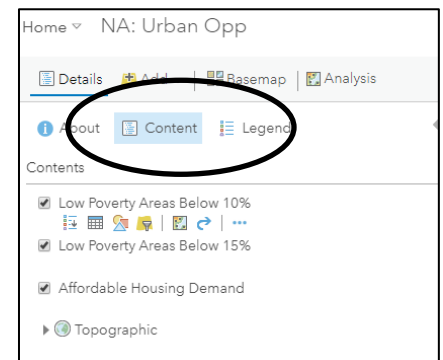 Home NA: Urban Opp
Details Add Basemap Analysis
About Content Legend
Contents
Low Poverty Areas Below 10%
Low Poverty Areas Below 15%
Affordable Housing Demand
Topographic